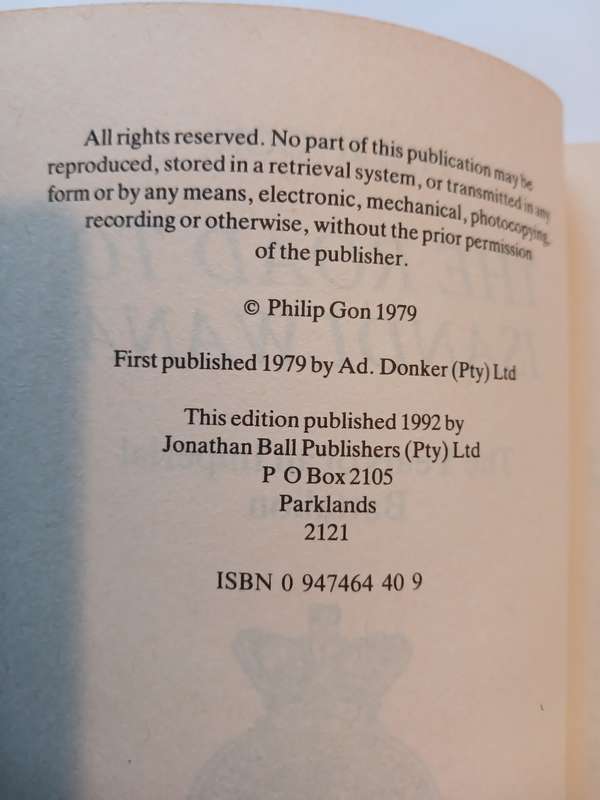 All rights reserved. No part of this publication may be
reproduced, stored in a retrieval system, or transmitted in any
form or by any means, electronic, mechanical, photocopying,
recording or otherwise, without the prior permission
of the publisher.
© Philip Gon 1979
First published 1979 by Ad. Donker (Pty) Ltd
This edition published 1992 by
Jonathan Ball Publishers (Pty) Ltd
P O Box 2105
Parklands
2121
ISBN 0 947464 40 9